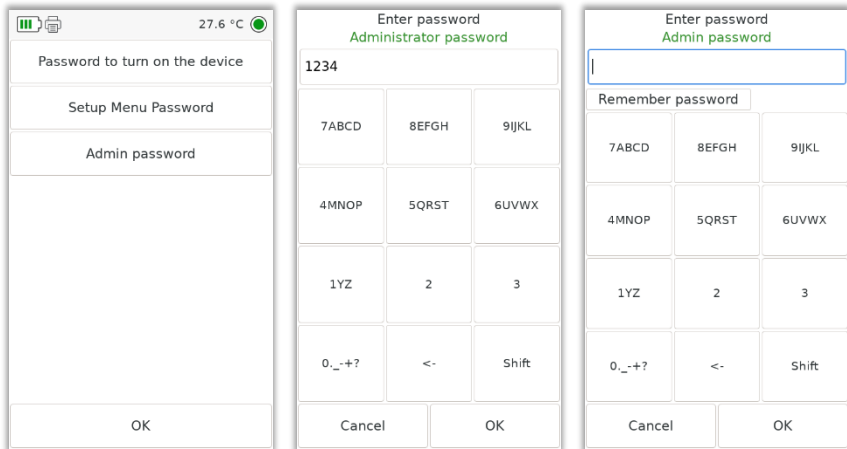 27.6 °C
Password to turn on the device
Setup Menu Password
Admin password
OK
Enter password
Administrator password
1234
7ABCD 8EFGH 9IJKL
4MNOP 5QRST 6UVWX
1YZ 2 3
0._-+? <- Shift
Cancel OK
Enter password
Admin password
Remember password
7ABCD 8EFGH 9IJKL
4MNOP 5QRST 6UVWX
1YZ 2 3
0._-+? <- Shift
Cancel OK